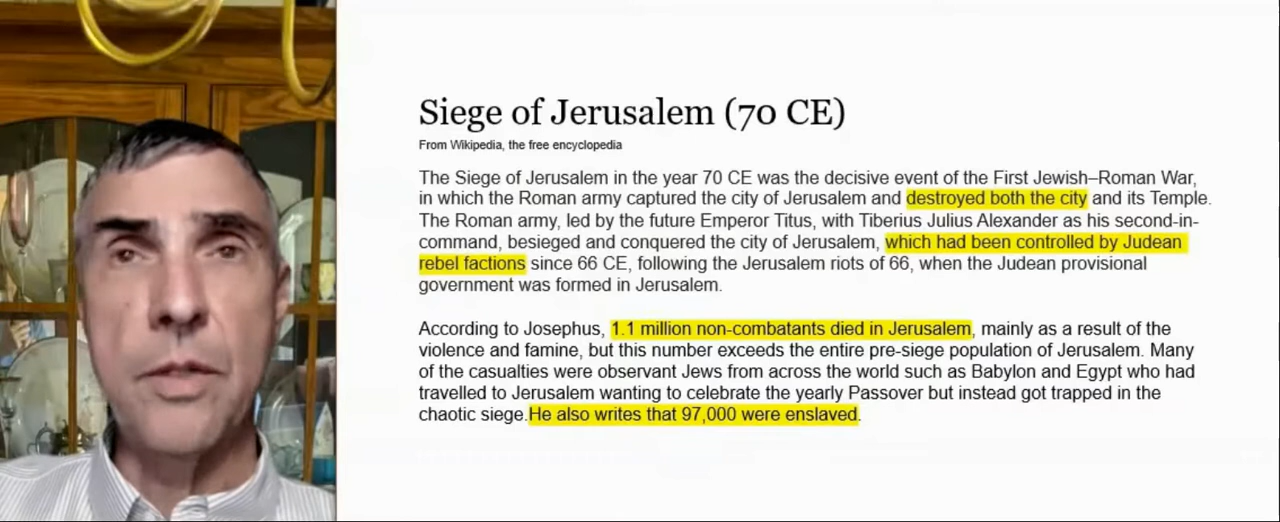 Siege of Jerusalem (70 CE)
From Wikipedia, the free encyclopedia
The Siege of Jerusalem in the year 70 CE was the decisive event of the First Jewish–Roman War,
in which the Roman army captured the city of Jerusalem and destroyed both the city and its Temple.
The Roman army, led by the future Emperor Titus, with Tiberius Julius Alexander as his second-in-
command, besieged and conquered the city of Jerusalem, which had been controlled by Judean
rebel factions since 66 CE, following the Jerusalem riots of 66, when the Judean provisional
government was formed in Jerusalem.
According to Josephus, 1.1 million non-combatants died in Jerusalem, mainly as a result of the
violence and famine, but this number exceeds the entire pre-siege population of Jerusalem. Many
of the casualties were observant Jews from across the world such as Babylon and Egypt who had
travelled to Jerusalem wanting to celebrate the yearly Passover but instead got trapped in the
chaotic siege.He also writes that 97,000 were enslaved.